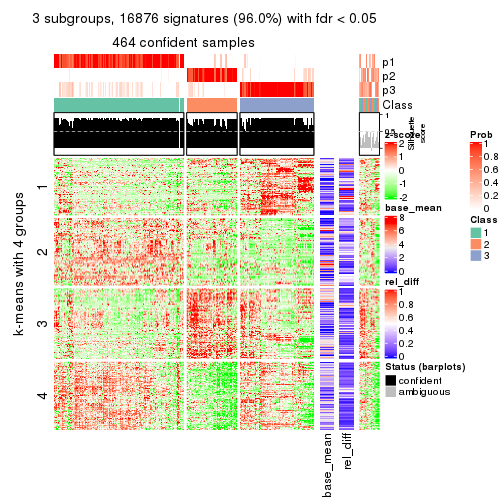 3 subgroups, 16876 signatures (96.0%) with fdr < 0.05
464 confident samples
p1
p2
p3
Class
1
0.5
Silhouette
score
k-means with 4 groups
1
2
3
4
base_mean
rel_diff
z-score
2
1
0
-1
-2
base_mean
8
6
4
2
0
rel_diff
1
0.8
0.6
0.4
0.2
0
Status (barplots)
confident
ambiguous
Prob
1
0.8
0.6
0.4
0.2
0
Class
1
2
3